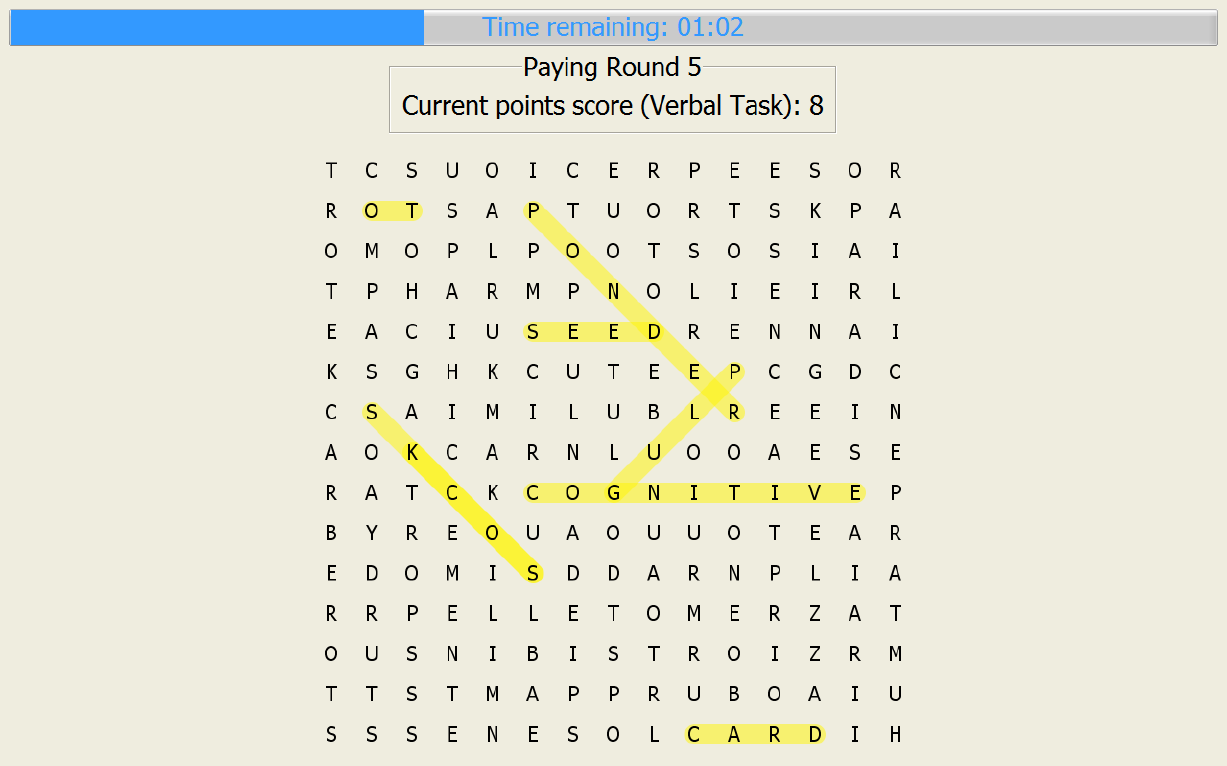 Time remaining: 01:02
Paying Round 5
Current points score (Verbal Task): 8
T C S U O I C E R P E E S O R
R O T S A P T U O R T S K P A
O M O P L P O O T S O S I A I
T P H A R M P N O L I E I R L
E A C I U S E E D R E N N A I
K S G H K C U T E E P C G D C
C S A I M I L U B L R E E I N
A O K C A R N L U O O A E S E
R A T C K C O G N I T I V E P
B Y R E O U A O U U O T E A R
E D O M I S D D A R N P L I A
R R P E L L E T O M E R Z A T
O U S N I B I S T R O I Z R M
T T S T M A P P R U B O A I U
S S S E N E S O L C A R D I H